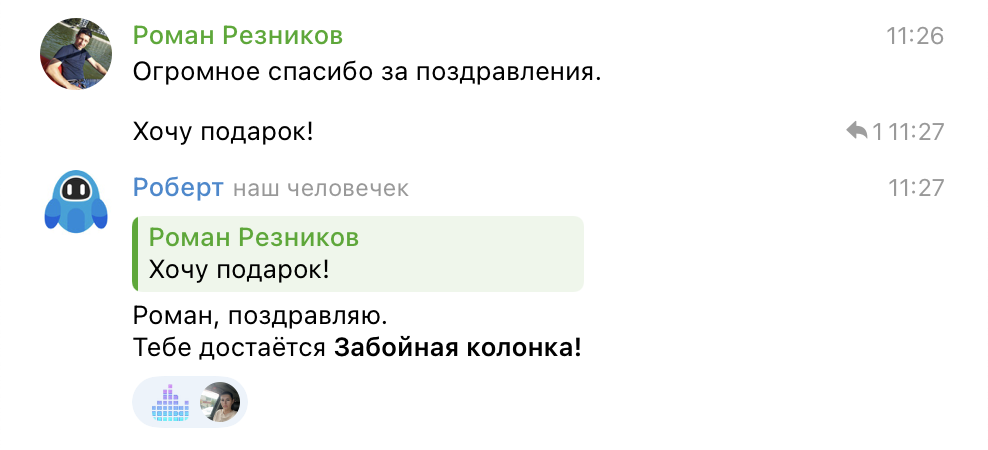 Роман Резников 11:26
Огромное спасибо за поздравления.
Хочу подарок! 1 11:27
Роберт наш человечек 11:27
Роман Резников
Хочу подарок!
Роман, поздравляю.
Тебе достаётся Забойная колонка!